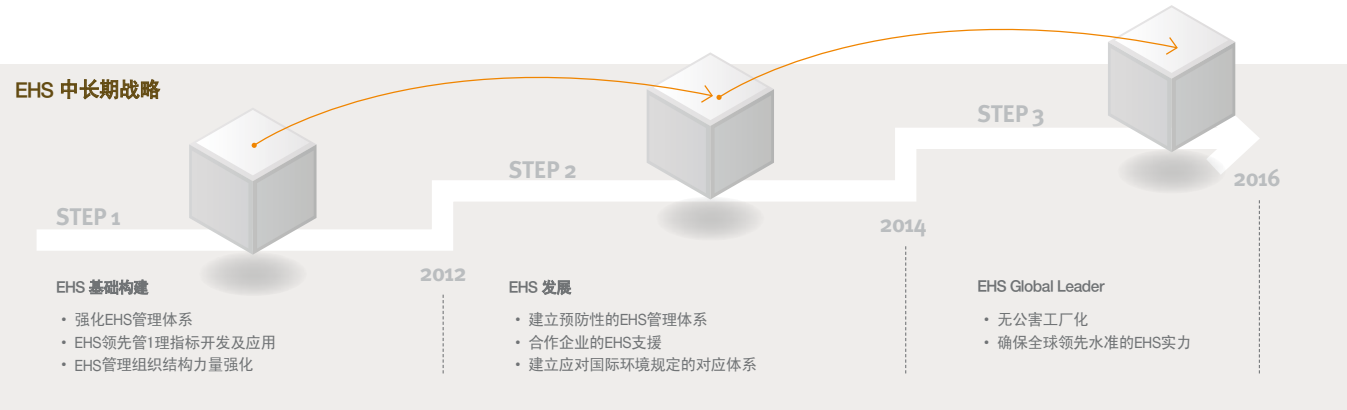 EHS 中长期战略
STEP 1
STEP 2
STEP 3
2012
2014
2016
EHS 基础构建
• 强化EHS管理体系
• EHS领先管1理指标开发及应用
• EHS管理组织结构力量强化
EHS 发展
• 建立预防性的EHS管理体系
• 合作企业的EHS支援
• 建立应对国际环境规定的对应体系
EHS Global Leader
• 无公害工厂化
• 确保全球领先水准的EHS实力